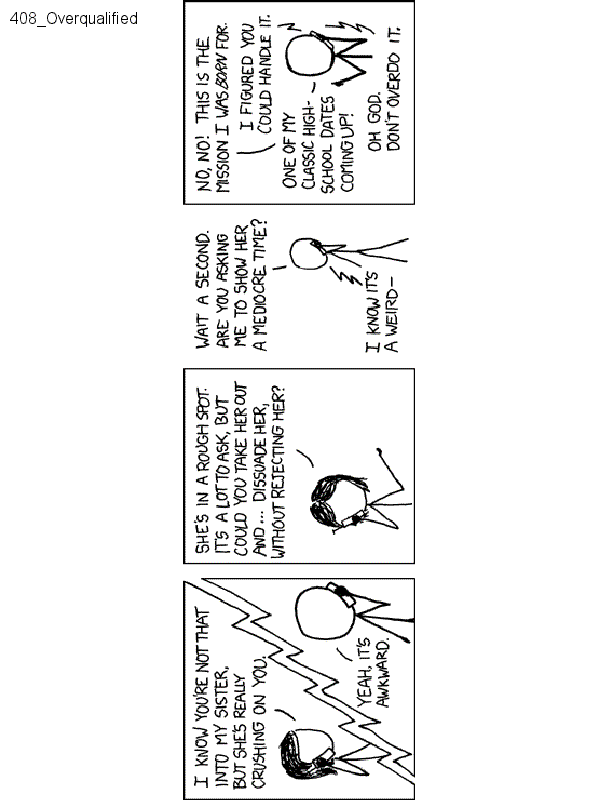 408_Overqualified
I KNOW YOU'RE NOT THAT
INTO MY SISTER,
BUT SHE'S REALLY
CRUSHING ON YOU.
YEAH, IT'S
AWKWARD.
SHE'S IN A ROUGH SPOT.
IT'S A LOT TO ASK, BUT
COULD YOU TAKE HER OUT
AND... DISSUADE HER,
WITHOUT REJECTING HER?
WAIT A SECOND.
ARE YOU ASKING
ME TO SHOW HER
A MEDIOCRE TIME?
I KNOW IT'S
A WEIRD—
NO, NO! THIS IS THE
MISSION I WAS BORN FOR.
I FIGURED YOU
COULD HANDLE IT.
ONE OF MY
CLASSIC HIGH-
SCHOOL DATES
COMING UP!
OH GOD.
DON'T OVERDO IT.